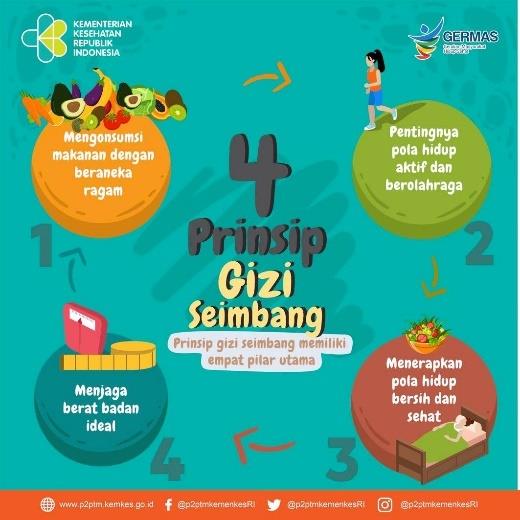 KEMENTERIAN
KESEHATAN
REPUBLIK
INDONESIA
GERMAS
Mengonsumsi
makanan dengan
beraneka
ragam
1
Pentingnya
pola hidup
aktif dan
berolahraga
2
4
Prinsip
Gizi
Seimbang
Prinsip gizi seimbang memiliki
empat pilar utama
Menerapkan
pola hidup
bersih dan
sehat
3
Menjaga
berat badan
ideal
4
www.p2ptm.kemkes.go.id
@p2ptmkemenkesRI
@p2ptmkemenkesRI
@p2ptmkemenkesRI